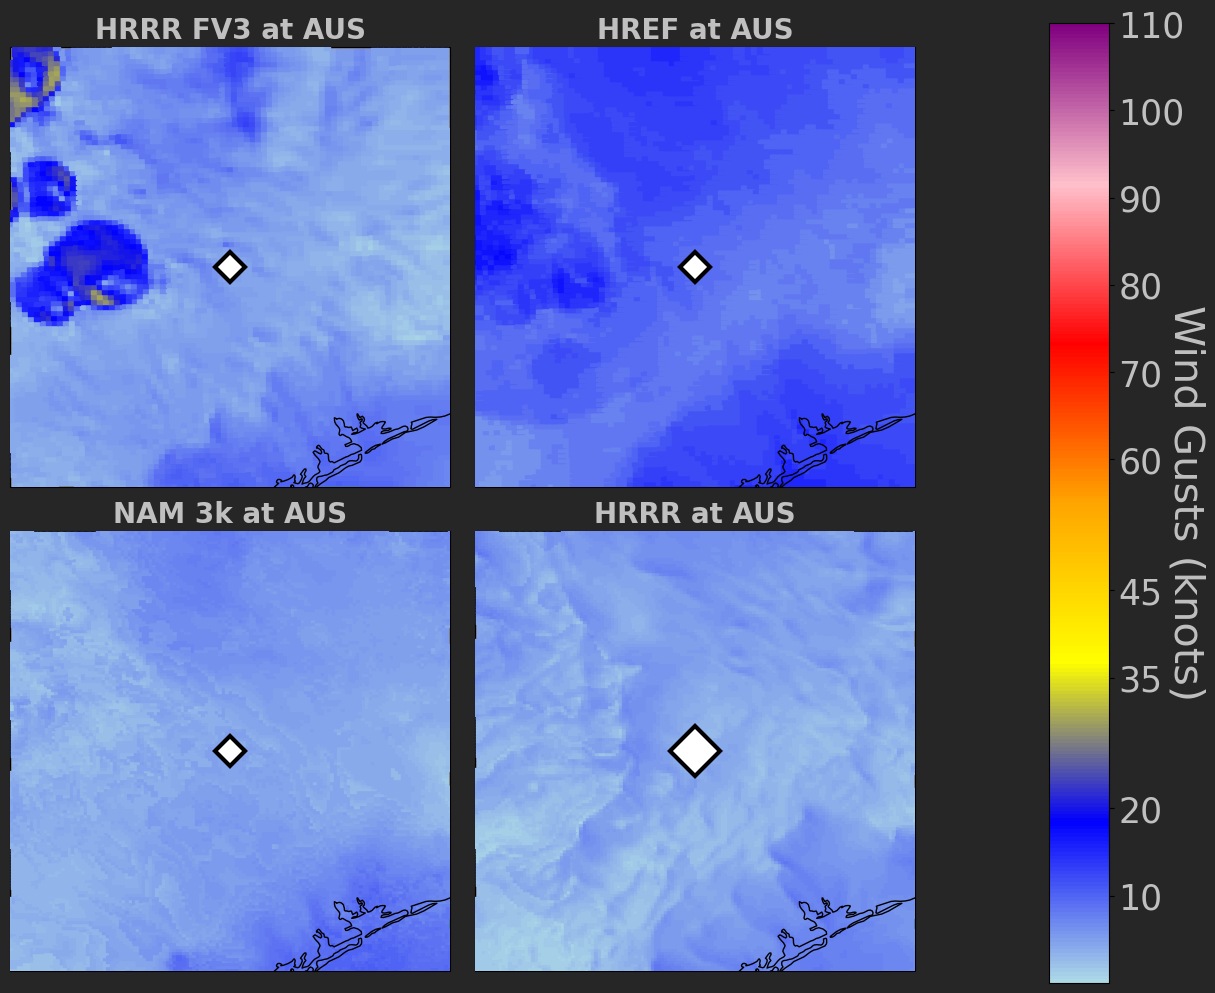 HRRR FV3 at AUS
HREF at AUS
NAM 3k at AUS
HRRR at AUS
110
100
90
80
70
60
45
35
20
10
Wind Gusts (knots)